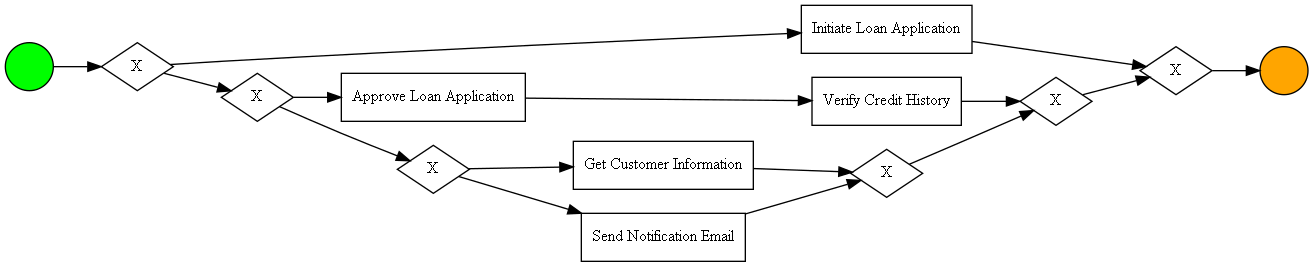 X
Initiate Loan Application
X
X
Approve Loan Application
Verify Credit History
X
X
Get Customer Information
X
Send Notification Email